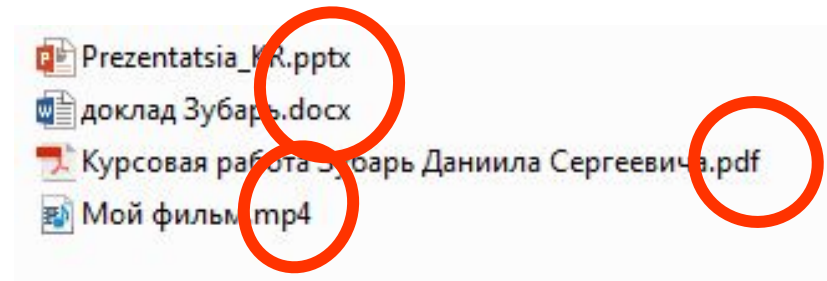 Prezentatsia_KR.pptx
доклад Зубарь.docx
Курсовая работа Зубарь Даниила Сергеевича.pdf
Мой фильм.mp4